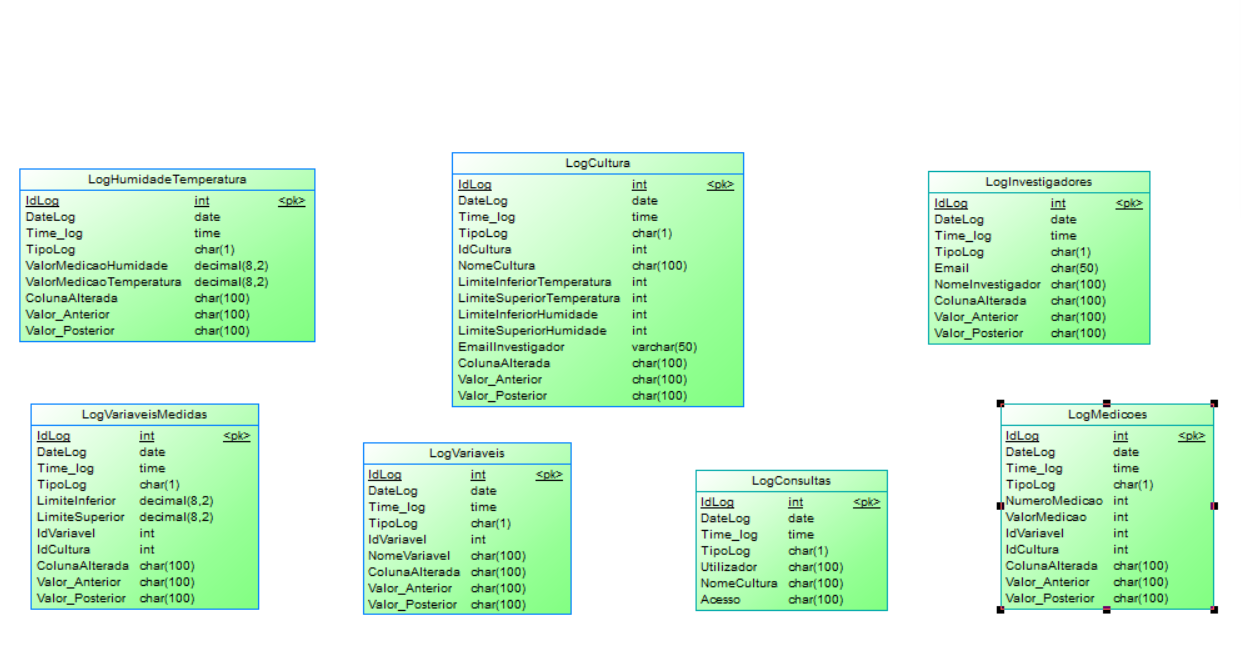 LogHumidadeTemperatura
IdLog int <pk>
DateLog date
Time_log time
TipoLog char(1)
ValorMedicaoHumidade decimal(8,2)
ValorMedicaoTemperatura decimal(8,2)
ColunaAlterada char(100)
Valor_Anterior char(100)
Valor_Posterior char(100)
LogCultura
IdLog int <pk>
DateLog date
Time_log time
TipoLog char(1)
IdCultura int
NomeCultura char(100)
LimiteInferiorTemperatura int
LimiteSuperiorTemperatura int
LimiteInferiorHumidade int
LimiteSuperiorHumidade int
EmailInvestigador varchar(50)
ColunaAlterada char(100)
Valor_Anterior char(100)
Valor_Posterior char(100)
LogInvestigadores
IdLog int <pk>
DateLog date
Time_log time
TipoLog char(1)
Email char(50)
NomeInvestigador char(100)
ColunaAlterada char(100)
Valor_Anterior char(100)
Valor_Posterior char(100)
LogVariaveisMedidas
IdLog int <pk>
DateLog date
Time_log time
TipoLog char(1)
LimiteInferior decimal(8,2)
LimiteSuperior decimal(8,2)
IdVariavel int
IdCultura int
ColunaAlterada char(100)
Valor_Anterior char(100)
Valor_Posterior char(100)
LogVariaveis
IdLog int <pk>
DateLog date
Time_log time
TipoLog char(1)
IdVariavel int
NomeVariavel char(100)
ColunaAlterada char(100)
Valor_Anterior char(100)
Valor_Posterior char(100)
LogConsultas
IdLog int <pk>
DateLog date
Time_log time
TipoLog char(1)
Utilizador char(100)
NomeCultura char(100)
Acesso char(100)
LogMedicoes
IdLog int <pk>
DateLog date
Time_log time
TipoLog char(1)
NumeroMedicao int
ValorMedicao int
IdVariavel int
IdCultura int
ColunaAlterada char(100)
Valor_Anterior char(100)
Valor_Posterior char(100)